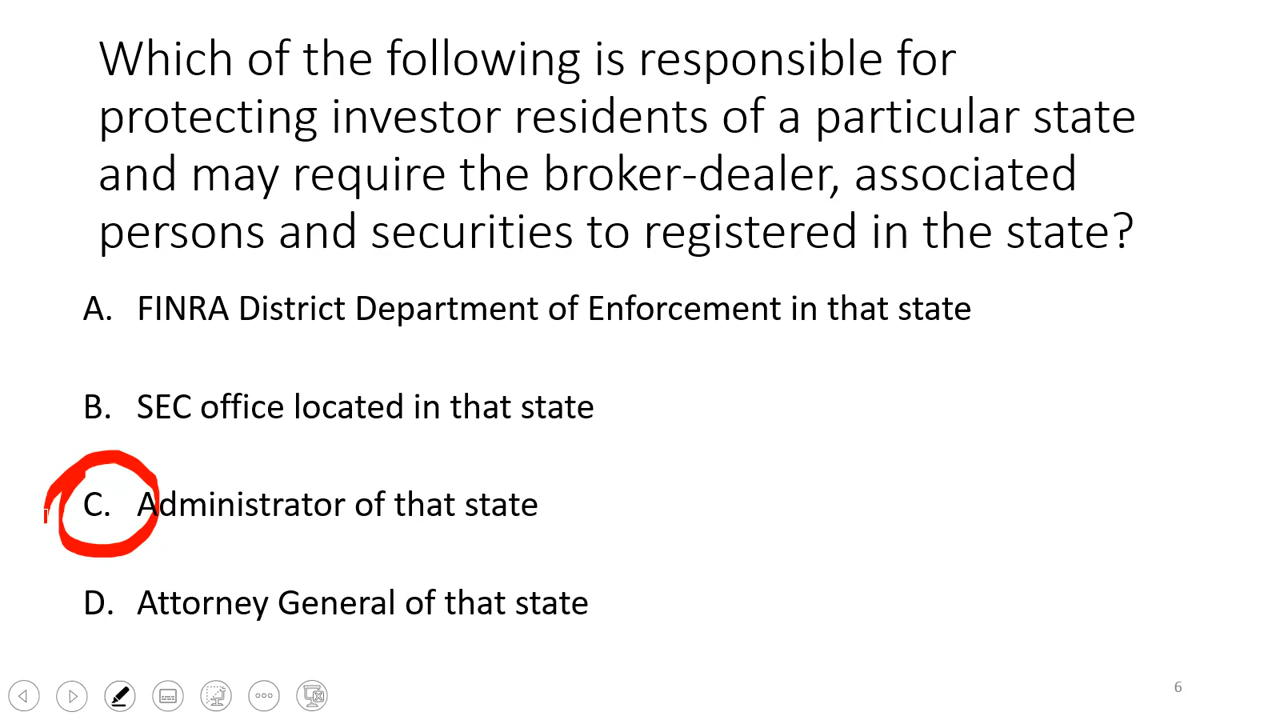 Which of the following is responsible for
protecting investor residents of a particular state
and may require the broker-dealer, associated
persons and securities to registered in the state?
A. FINRA District Department of Enforcement in that state
B. SEC office located in that state
C. Administrator of that state
D. Attorney General of that state
6